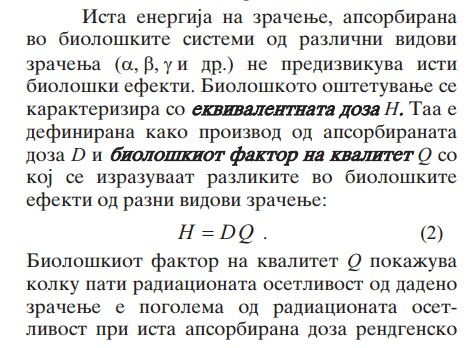 Иста енергија на зрачење, апсорбирана
во биолошките системи од различни видови
зрачења (α, β, γ и др.) не предизвикува исти
биолошки ефекти. Биолошкото оштетување се
карактеризира со еквивалентната доза H. Таа е
дефинирана како производ од апсорбираната
доза D и биолошкиот фактор на квалитет Q со
кој се изразуваат разликите во биолошките
ефекти од разни видови зрачење:
H = DQ . (2)
Биолошкиот фактор на квалитет Q покажува
колку пати радиационата осетливост од дадено
зрачење е поголема од радиационата осет-
ливост при иста апсорбирана доза рендгенско